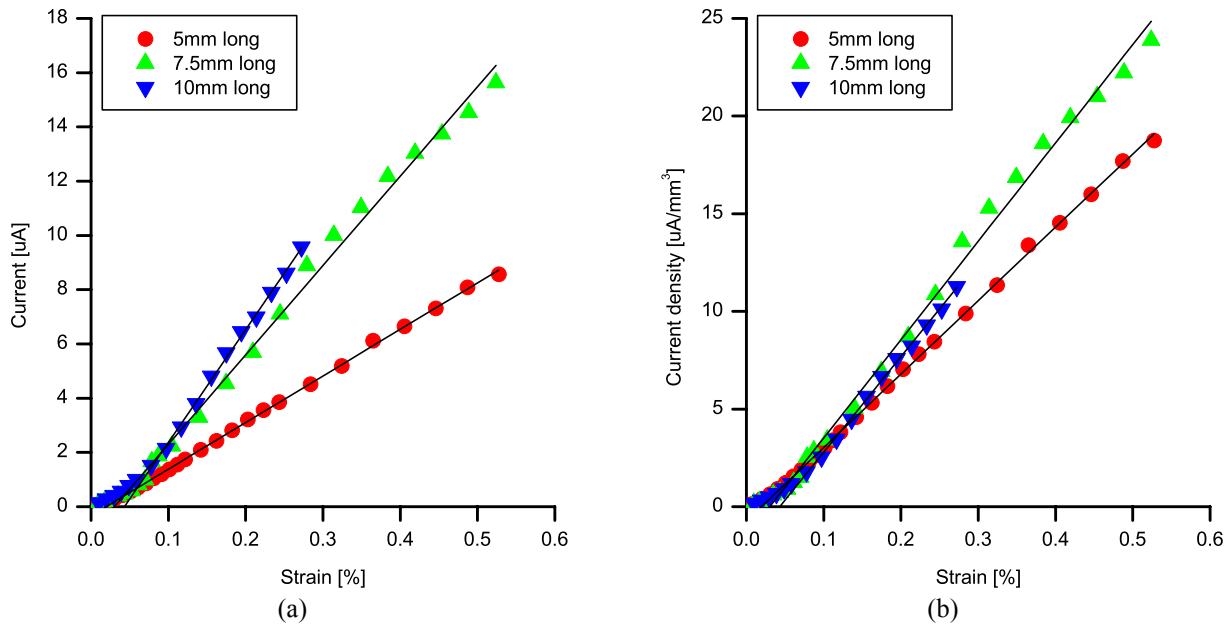 18
16
14
12
10
8
6
4
2
0
Current [uA]
5mm long
7.5mm long
10mm long
0.0 0.1 0.2 0.3 0.4 0.5 0.6
Strain [%]
(a)
25
20
15
10
5
0
Current density [uA/mm³]
5mm long
7.5mm long
10mm long
0.0 0.1 0.2 0.3 0.4 0.5 0.6
Strain [%]
(b)